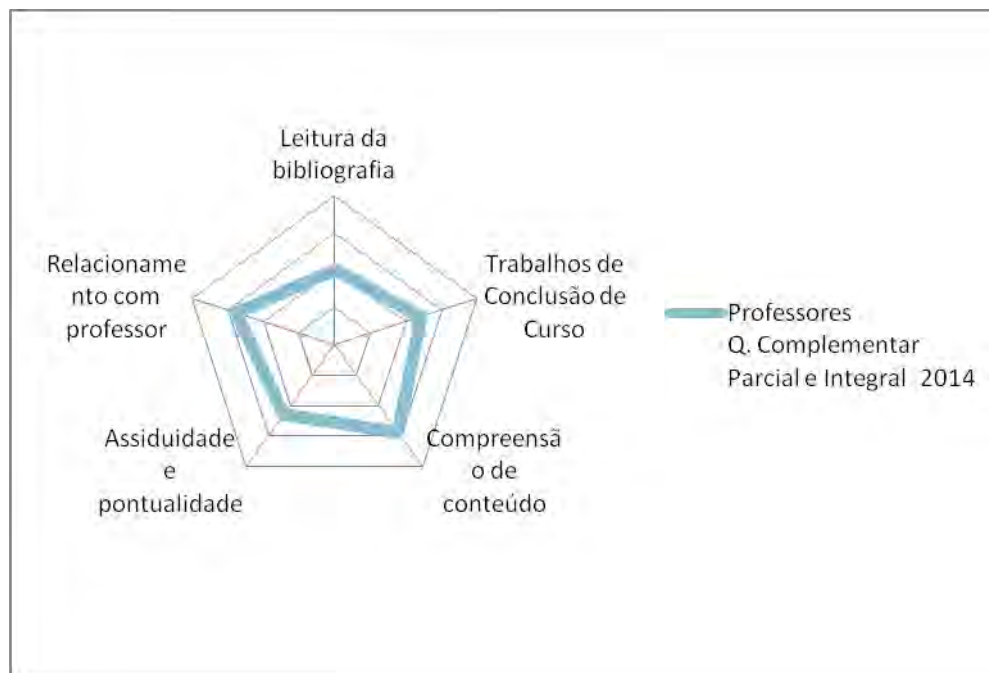 Leitura da
bibliografia
Trabalhos de
Conclusão de
Curso
Compreensã
o de
conteúdo
Assiduidade
e
pontualidade
Relacioname
nto com
professor
Professores
Q. Complementar
Parcial e Integral 2014